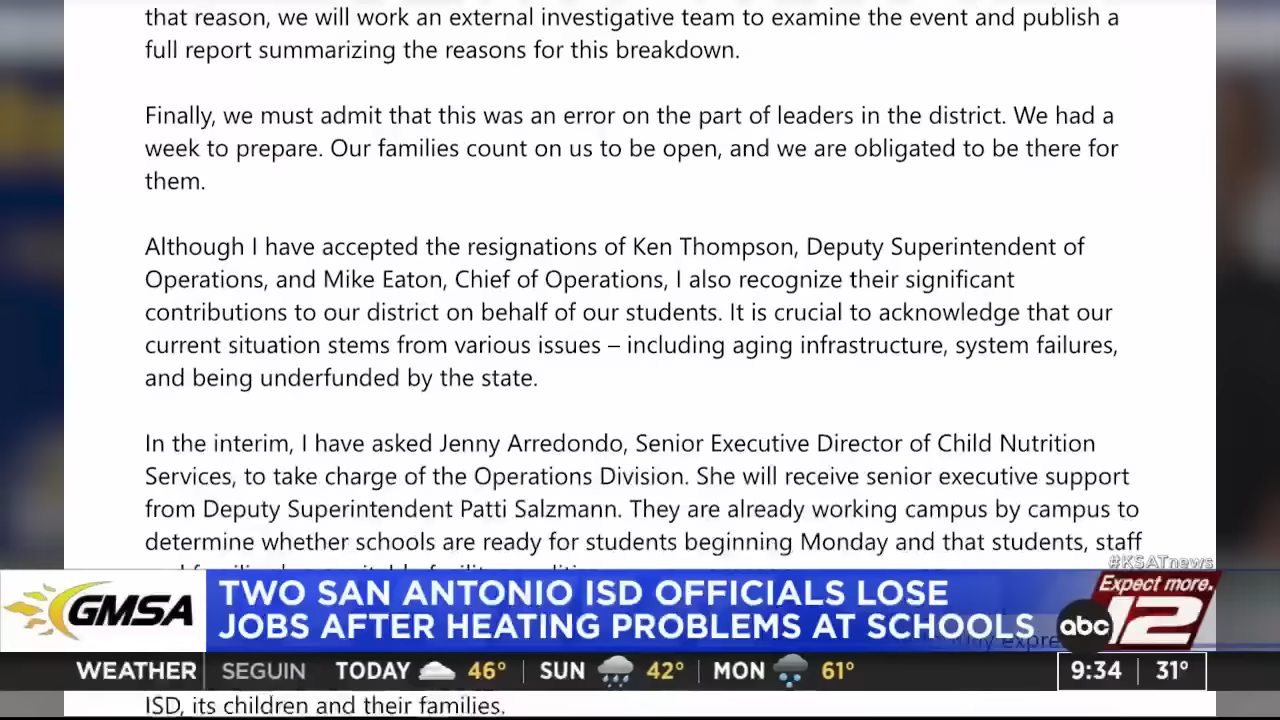 that reason, we will work an external investigative team to examine the event and publish a
full report summarizing the reasons for this breakdown.
Finally, we must admit that this was an error on the part of leaders in the district. We had a
week to prepare. Our families count on us to be open, and we are obligated to be there for
them.
Although I have accepted the resignations of Ken Thompson, Deputy Superintendent of
Operations, and Mike Eaton, Chief of Operations, I also recognize their significant
contributions to our district on behalf of our students. It is crucial to acknowledge that our
current situation stems from various issues – including aging infrastructure, system failures,
and being underfunded by the state.
In the interim, I have asked Jenny Arredondo, Senior Executive Director of Child Nutrition
Services, to take charge of the Operations Division. She will receive senior executive support
from Deputy Superintendent Patti Salzmann. They are already working campus by campus to
determine whether schools are ready for students beginning Monday and that students, staff
#KSATnews
GMSA
TWO SAN ANTONIO ISD OFFICIALS LOSE
JOBS AFTER HEATING PROBLEMS AT SCHOOLS
Expect more.
abc 12
WEATHER SEGUIN TODAY 46° SUN 42° MON 61° 9:34 31°
ISD, its children and their families.